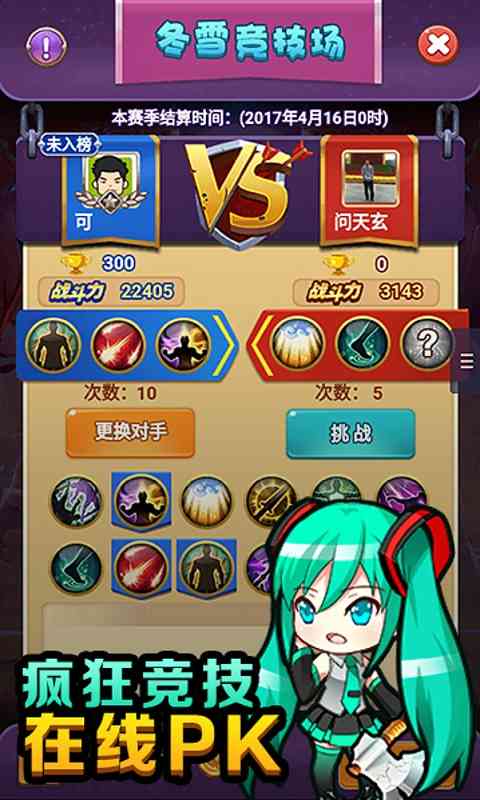 冬雪竞技场
本赛季结算时间：(2017年4月16日0时)
未入榜
VS
可
问天玄
300
0
战斗力 22405
战斗力 3143
?
次数：10
次数：5
更换对手
挑战
疯狂竞技
在线PK